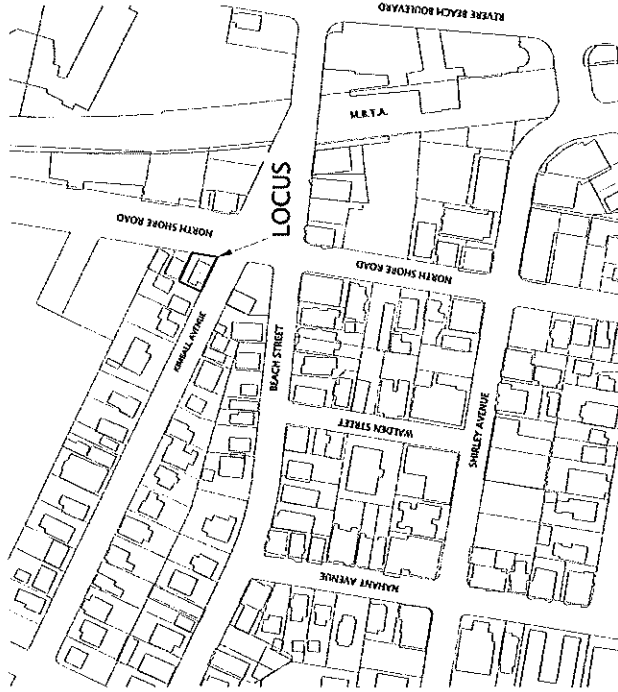 REVERE BEACH BOULEVARD
M.B.T.A.
LOCUS
NORTH SHORE ROAD
NORTH SHORE ROAD
KIMBALL AVENUE
BEACH STREET
WALDEN STREET
SHIRLEY AVENUE
NAHANT AVENUE